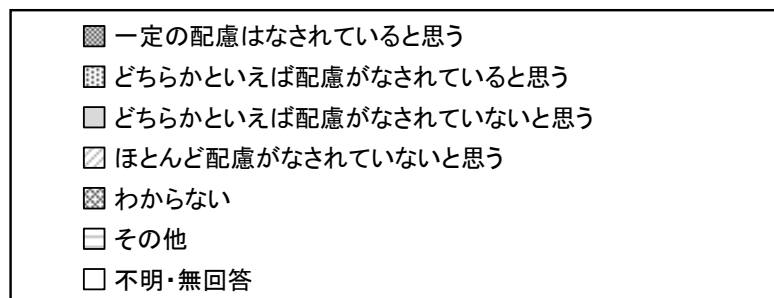 一定の配慮はなされていると思う
どちらかといえば配慮がなされていると思う
どちらかといえば配慮がなされていないと思う
ほとんど配慮がなされていないと思う
わからない
その他
不明・無回答